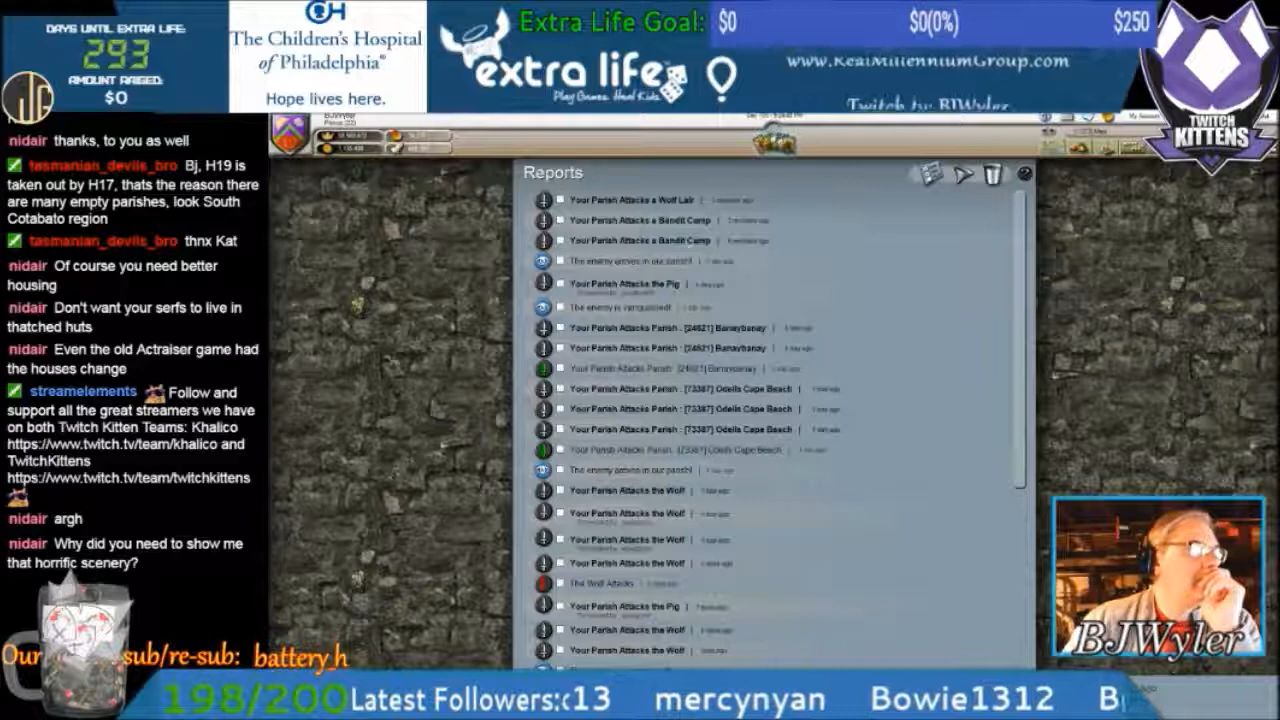 DAYS UNTIL EXTRA LIFE:
293
AMOUNT RAISED:
$0
CH
The Children's Hospital
of Philadelphia®
Hope lives here.
Extra Life Goal:
$0
$0(0%)
$250
extra life
Play Games. Heal Kids
www.RealMillenniumGroup.com
Twitch.tv: BJWyler
TWITCH
KITTENS
nidair thanks, to you as well
tasmanian_devils_bro Bj, H19 is
taken out by H17, thats the reason there
are many empty parishes, look South
Cotabato region
tasmanian_devils_bro thnx Kat
nidair Of course you need better
housing
nidair Don't want your serfs to live in
thatched huts
nidair Even the old Actraiser game had
the houses change
streamelements Follow and
support all the great streamers we have
on both Twitch Kitten Teams: Khalico
https://www.twitch.tv/team/khalico and
TwitchKittens
https://www.twitch.tv/team/twitchkittens
nidair argh
nidair Why did you need to show me
that horrific scenery?
BJWyler
Reports
Your Parish Attacks a Wolf Lair
Your Parish Attacks a Bandit Camp
Your Parish Attacks a Bandit Camp
The enemy arrives in our parish!
Your Parish Attacks the Pig
The enemy is vanquished!
Your Parish Attacks Parish : [24621] Banaybanay
Your Parish Attacks Parish : [24621] Banaybanay
Your Parish Attacks Parish : [24621] Banaybanay
Your Parish Attacks Parish : [73387] Odells Cape Beach
Your Parish Attacks Parish : [73387] Odells Cape Beach
Your Parish Attacks Parish : [73387] Odells Cape Beach
Your Parish Attacks Parish : [73387] Odells Cape Beach
The enemy arrives in our parish!
Your Parish Attacks the Wolf
Your Parish Attacks the Wolf
Your Parish Attacks the Wolf
Your Parish Attacks the Wolf
The Wolf Attacks
Your Parish Attacks the Pig
Your Parish Attacks the Wolf
Your Parish Attacks the Wolf
BJWyler
Our sub/re-sub: battery_h
198/200
Latest Followers: 13 mercynyan Bowie1312 B